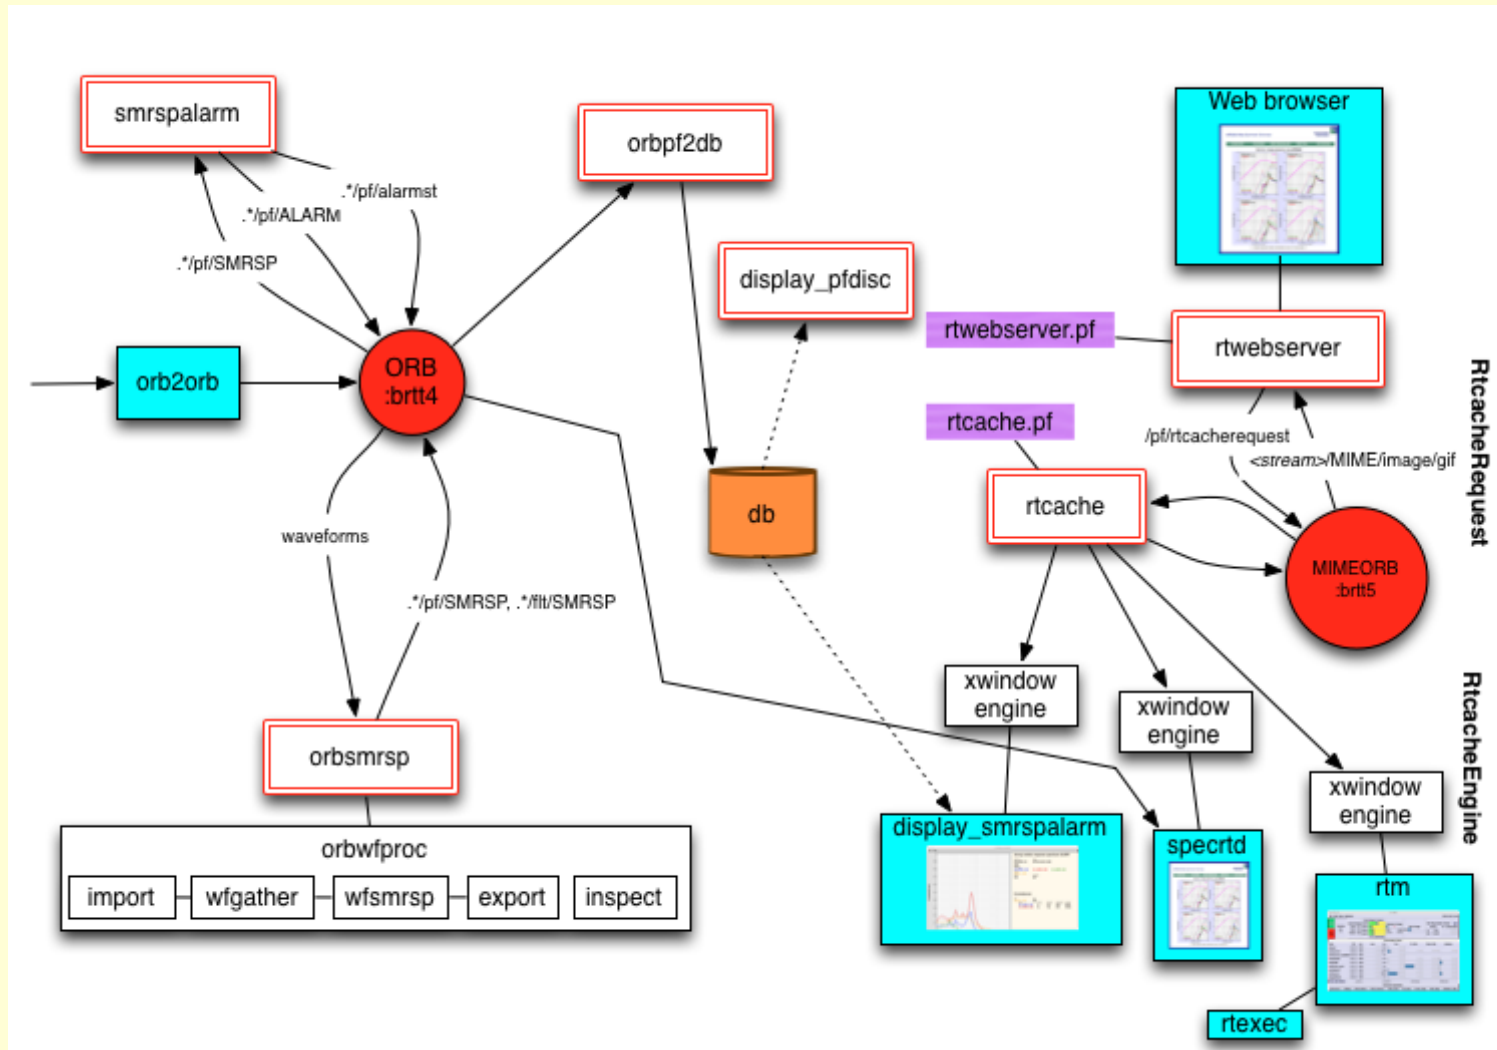 smrspalarm
orbpf2db
Web browser
.*/pf/alarmst
.*/pf/ALARM
.*/pf/SMRSP
display_pfdisc
rtwebserver.pf
rtwebserver
orb2orb
ORB
:brtt4
rtcache.pf
/pf/rtcacherequest
<stream>/MIME/image/gif
RtcacheRequest
rtcache
db
waveforms
MIMEORB
:brtt5
.*/pf/SMRSP, .*/flt/SMRSP
xwindow
engine
xwindow
engine
xwindow
engine
RtcacheEngine
orbsmrsp
orbwfproc
import
wfgather
wfsmrsp
export
inspect
display_smrspalarm
specrtd
rtm
rtexec